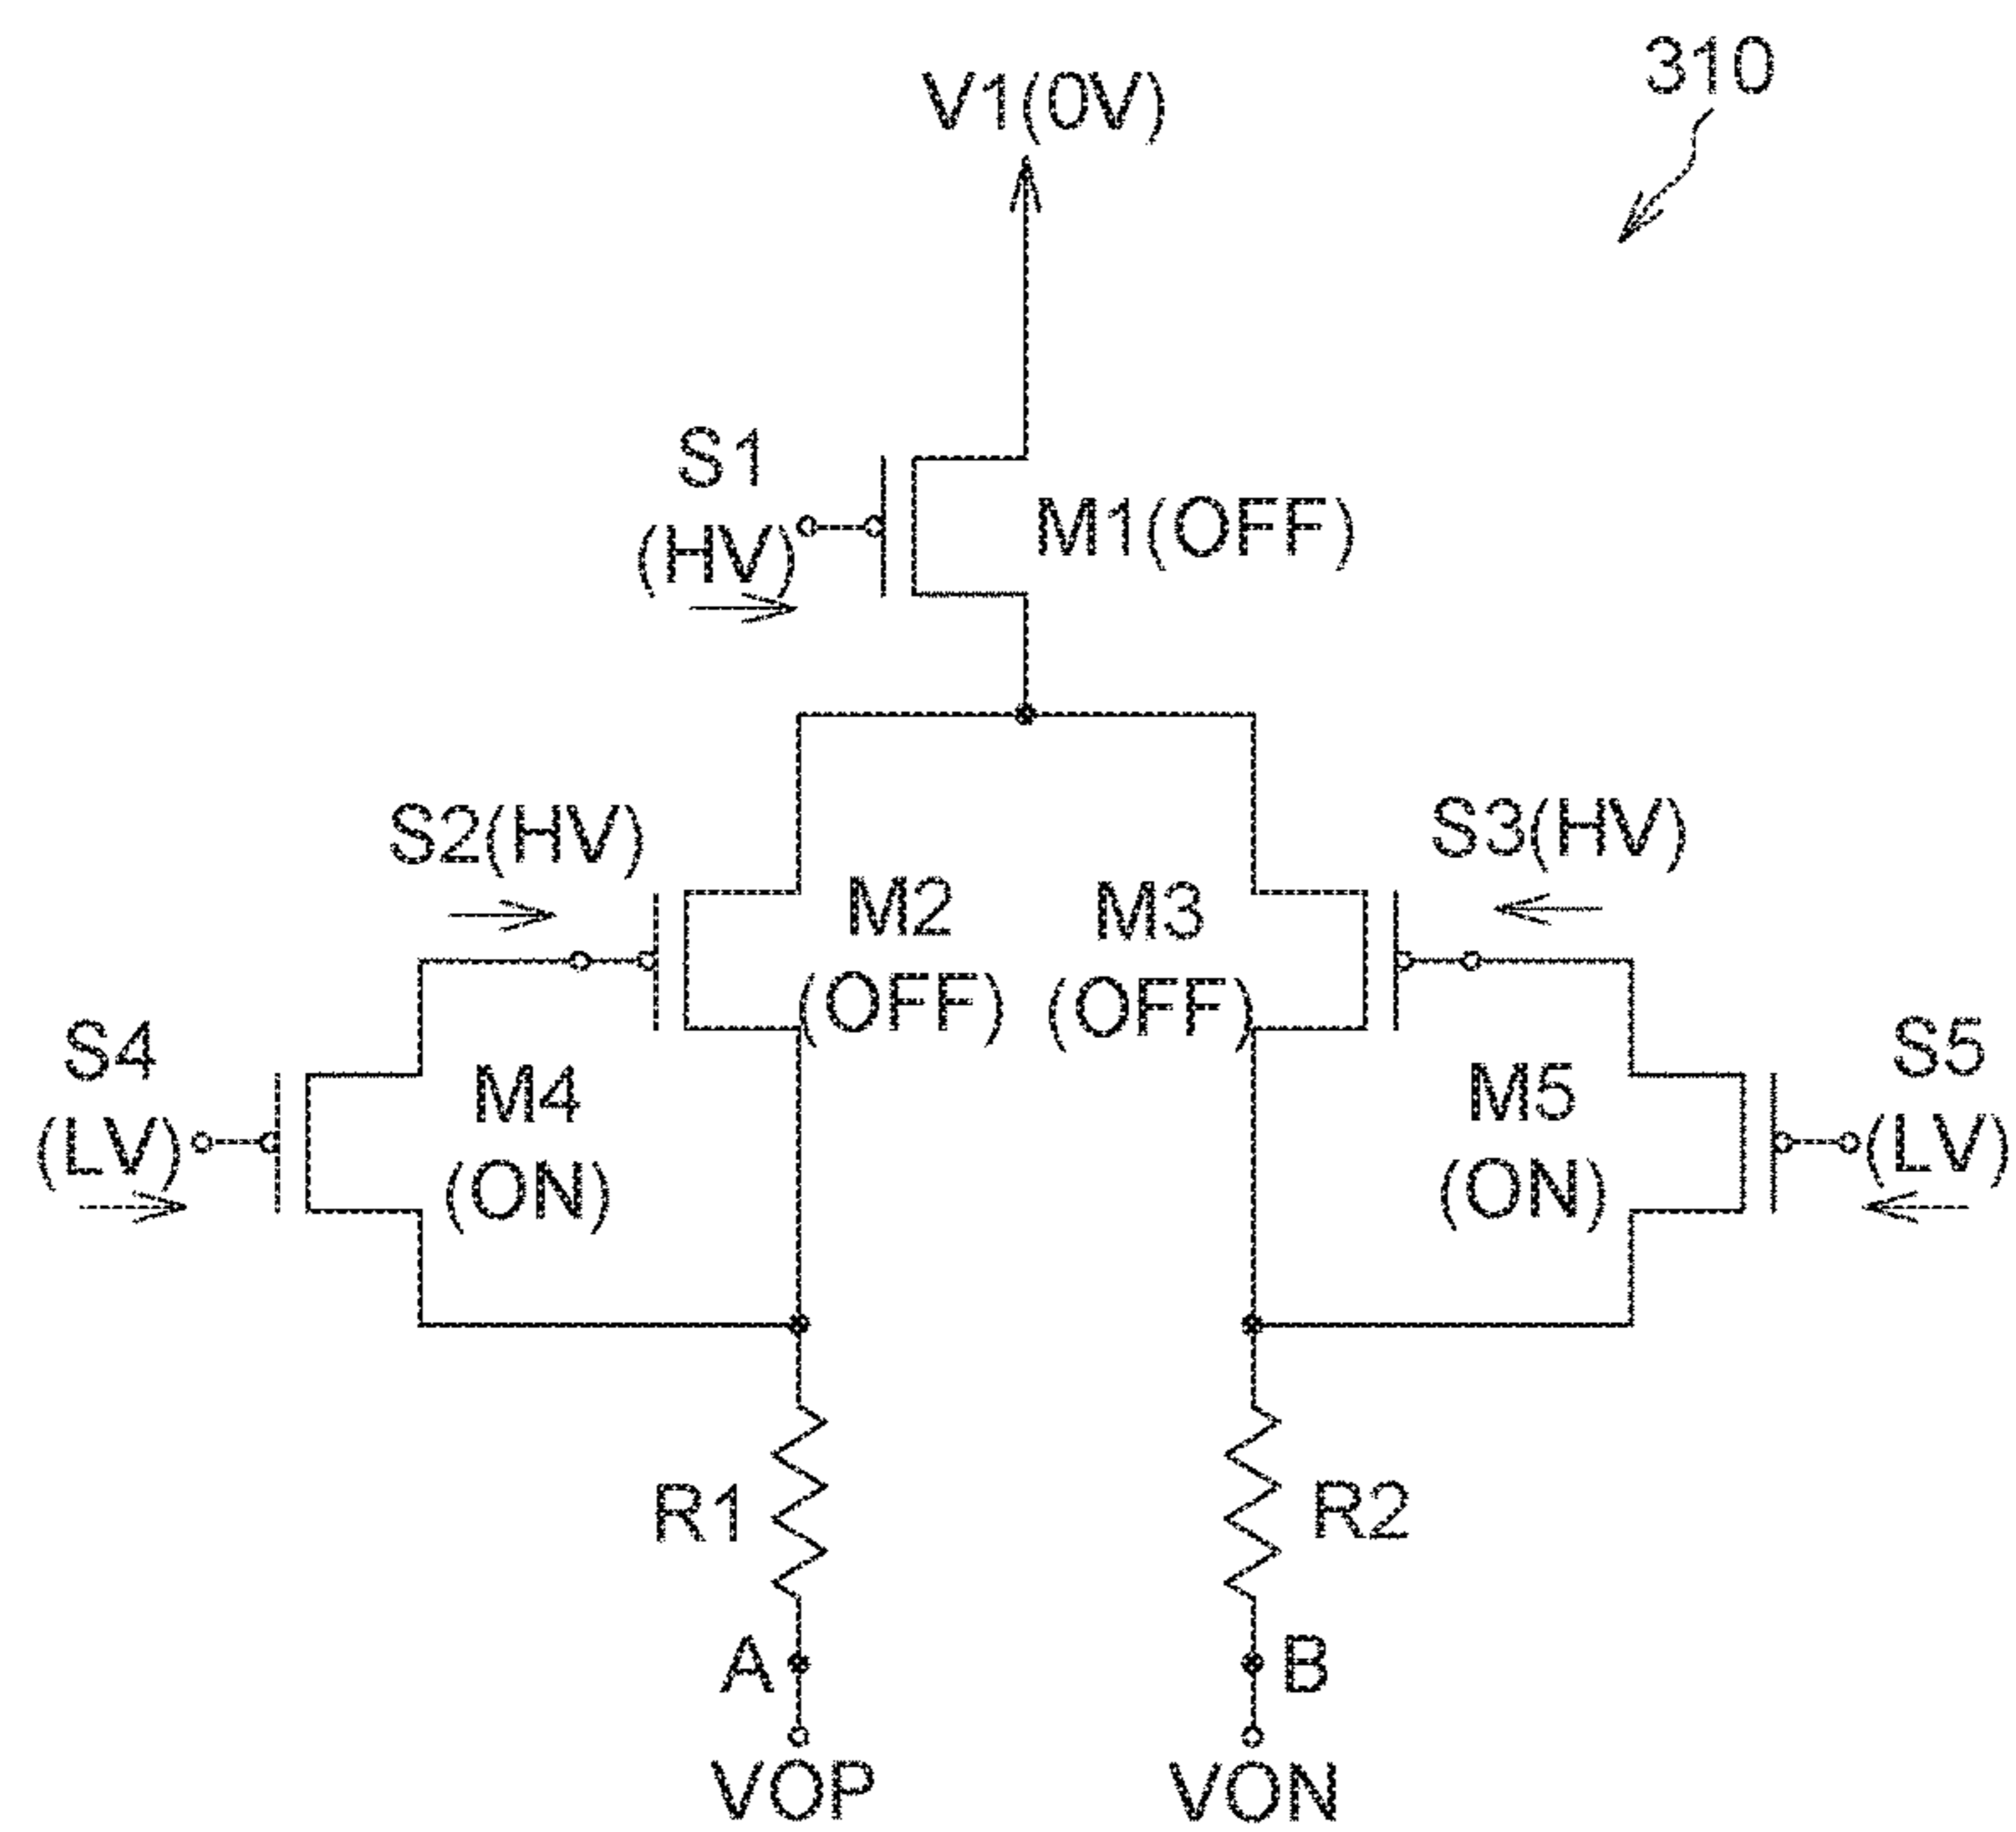 310
V1(0V)
S1
(HV)
M1(OFF)
S2(HV)
S3(HV)
M2
(OFF)
M3
(OFF)
S4
(LV)
M4
(ON)
M5
(ON)
S5
(LV)
R1
R2
A
B
VOP
VON